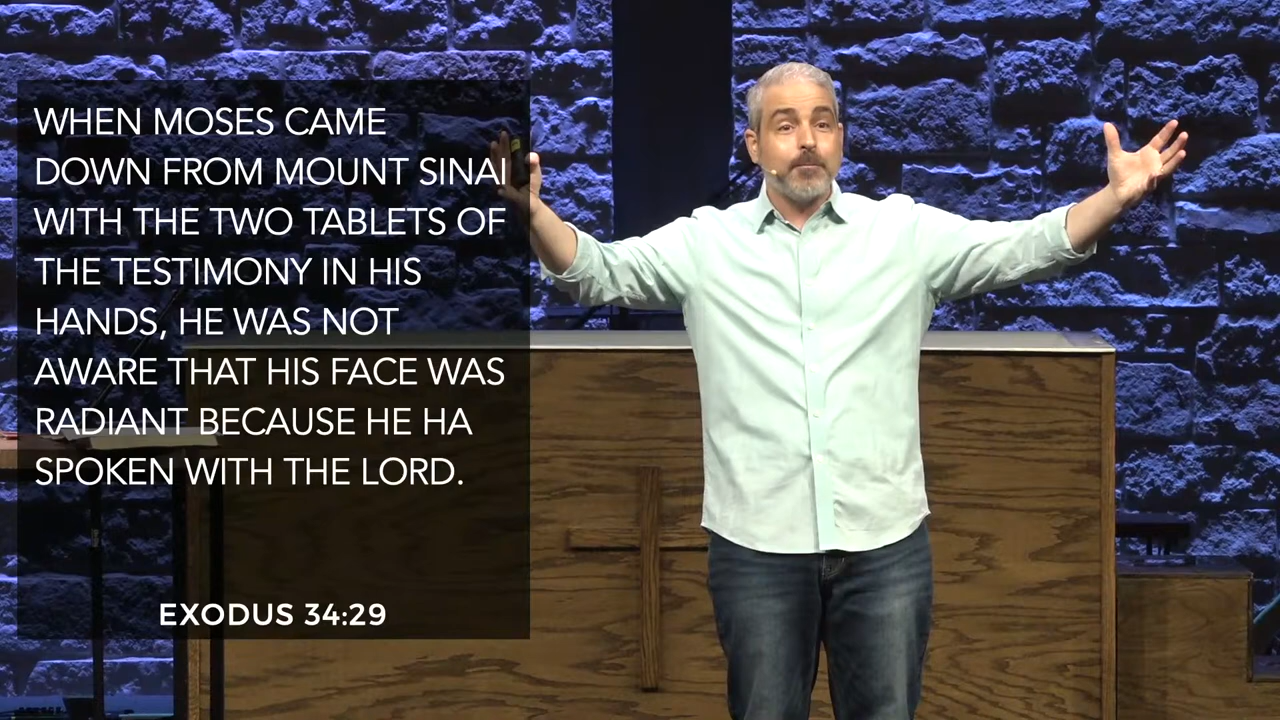 WHEN MOSES CAME
DOWN FROM MOUNT SINAI
WITH THE TWO TABLETS OF
THE TESTIMONY IN HIS
HANDS, HE WAS NOT
AWARE THAT HIS FACE WAS
RADIANT BECAUSE HE HA
SPOKEN WITH THE LORD.
EXODUS 34:29